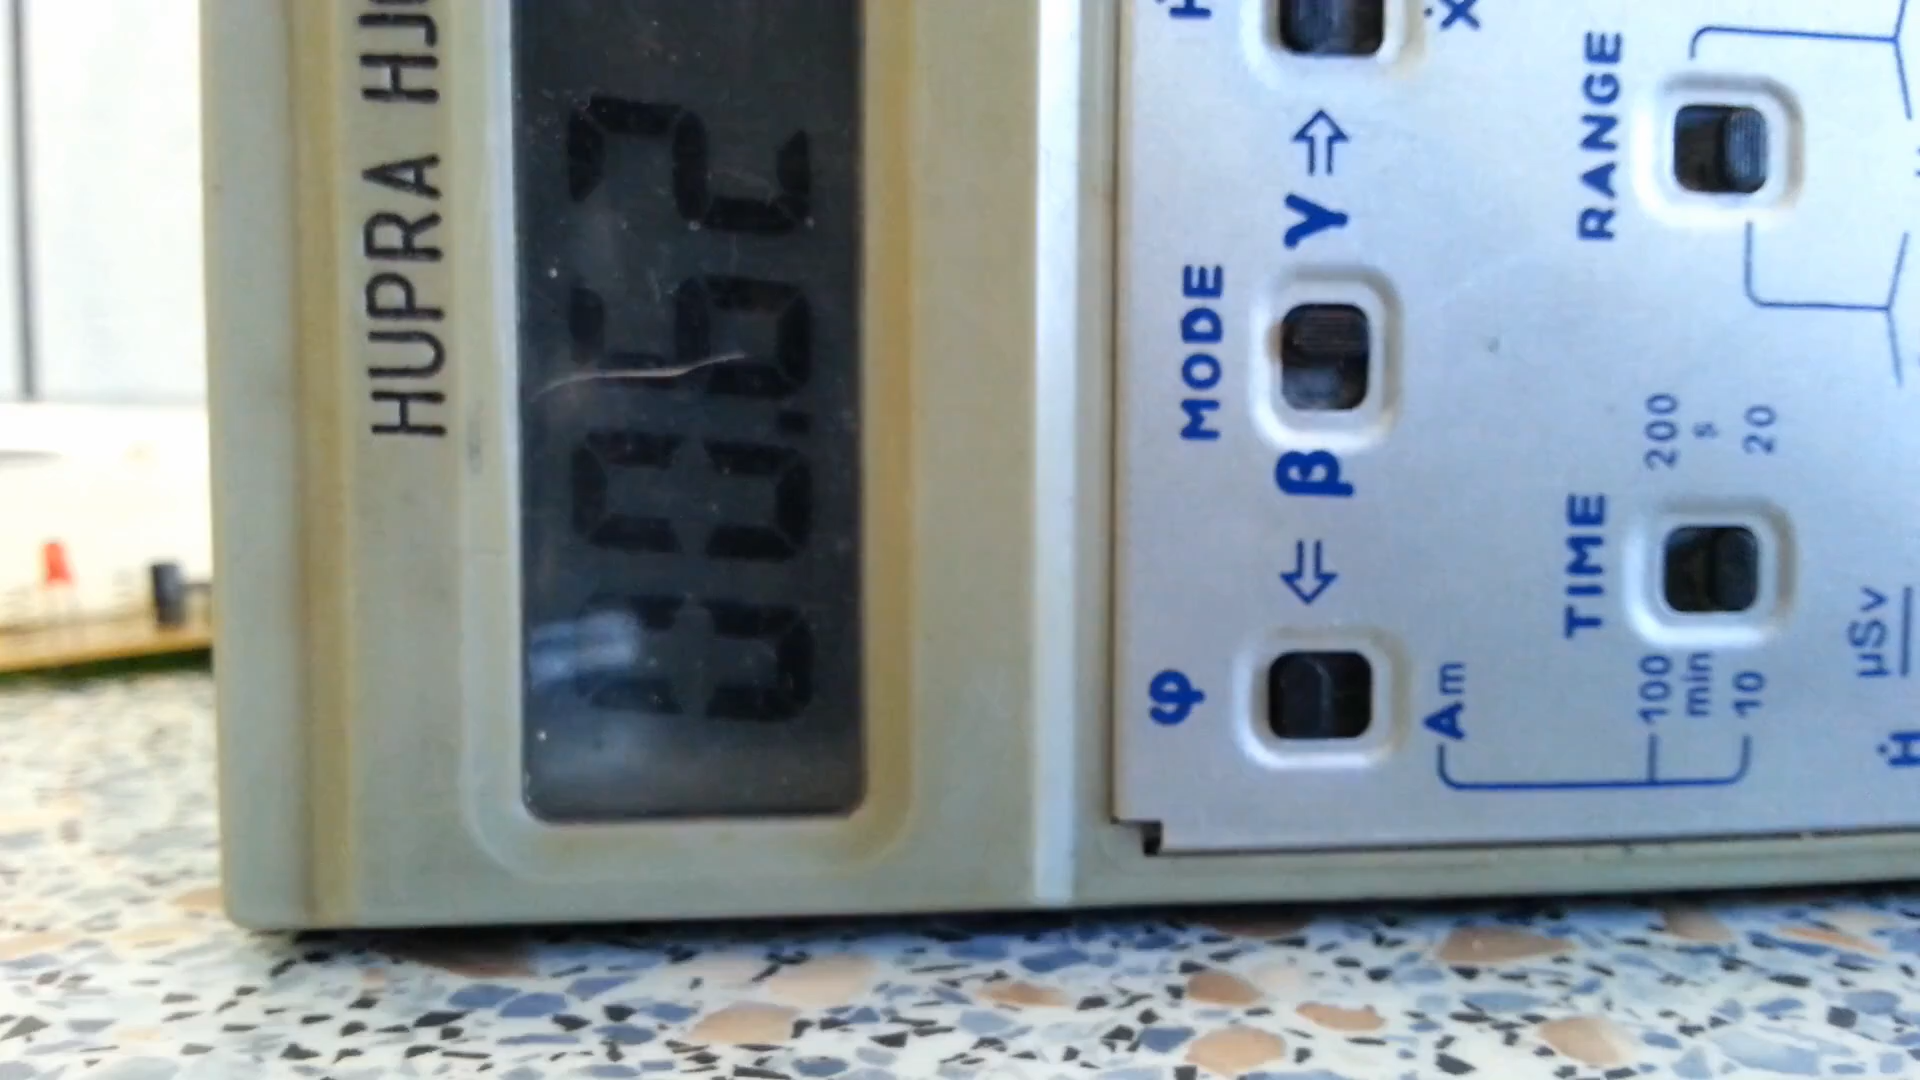 HUPRA HJ
00.62
φ MODE Ḣ
⇦ β γ ⇨
Am Ẋ
TIME RANGE
100 200
min s
10 20
µSv
Ḣ